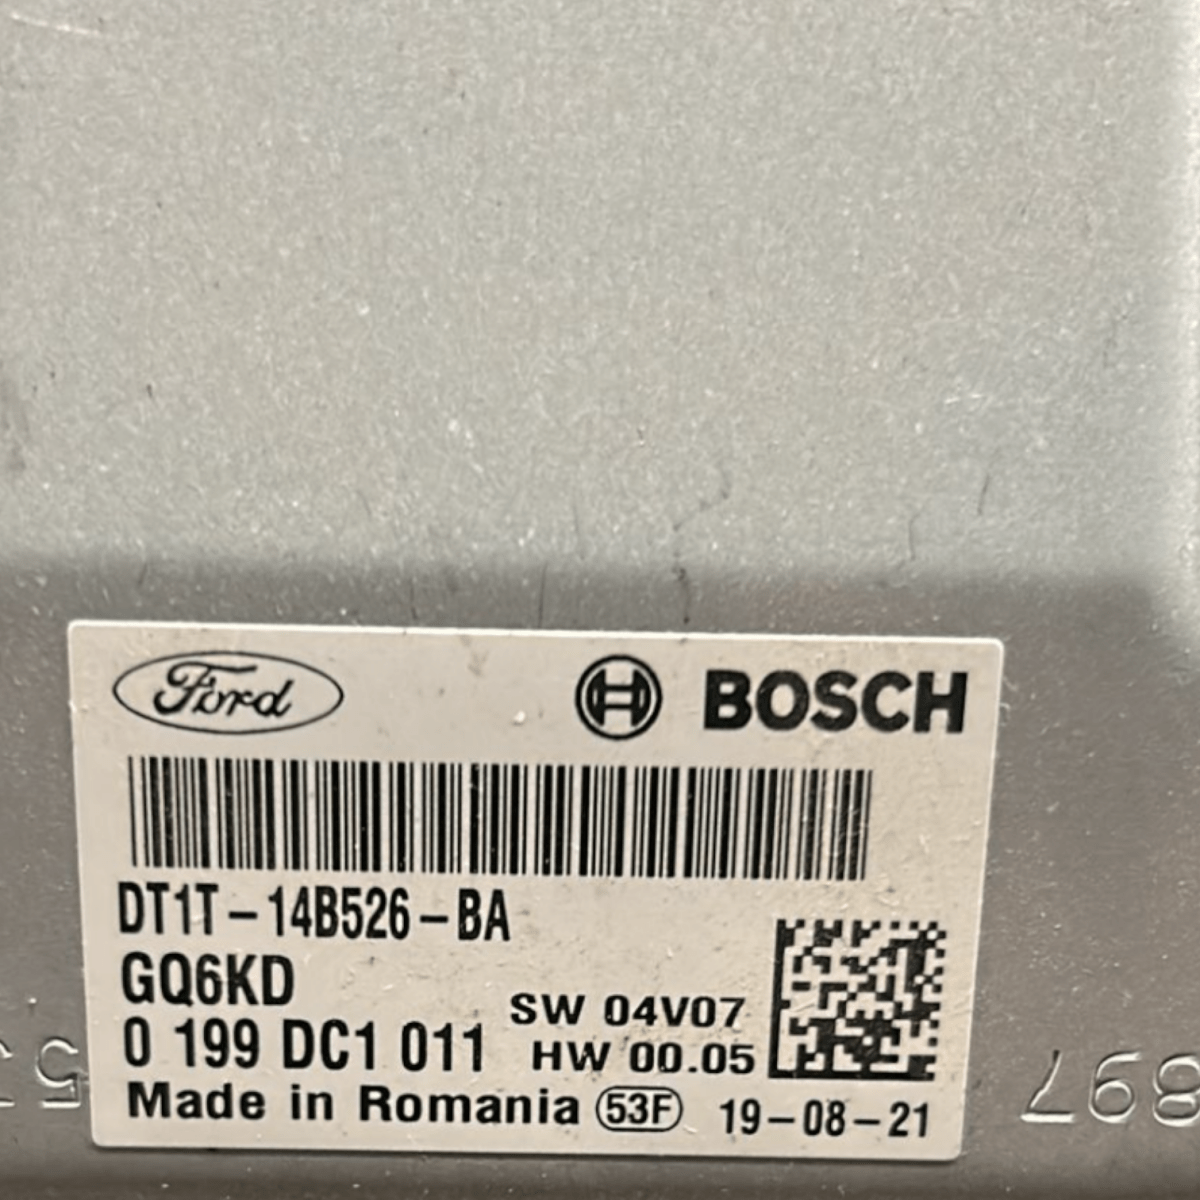 Ford
BOSCH
DT1T-14B526-BA
GQ6KD
SW 04V07
0 199 DC1 011
HW 00.05
Made in Romania 53F 19-08-21